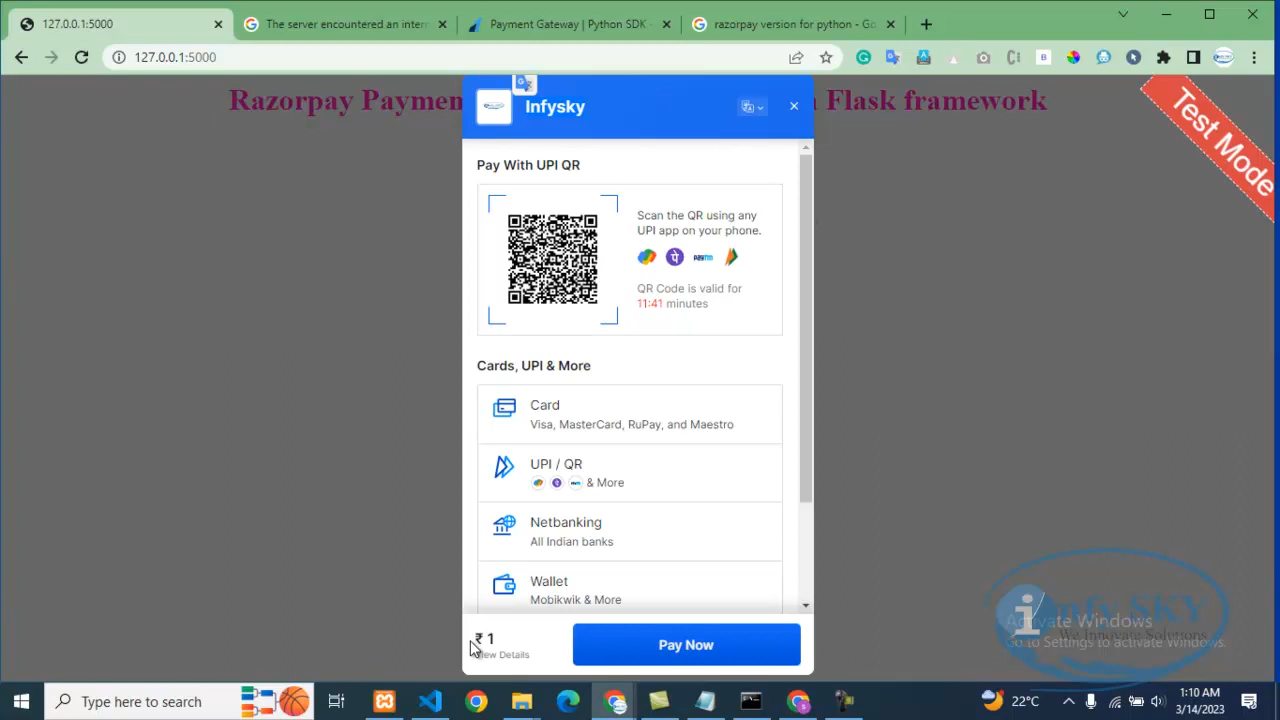 127.0.0.1:5000
The server encountered an inter
Payment Gateway | Python SDK -
razorpay version for python - Go
127.0.0.1:5000
Razorpay Paymen
Flask framework
Infysky
Test Mode
Pay With UPI QR
Scan the QR using any
UPI app on your phone.
QR Code is valid for
11:41 minutes
Cards, UPI & More
Card
Visa, MasterCard, RuPay, and Maestro
UPI / QR
& More
Netbanking
All Indian banks
Wallet
Mobikwik & More
₹ 1
View Details
Pay Now
Activate Windows
Go to Settings to activate Windows.
infy SKY
We Innovate Solutions
Type here to search
22°C
1:10 AM
3/14/2023